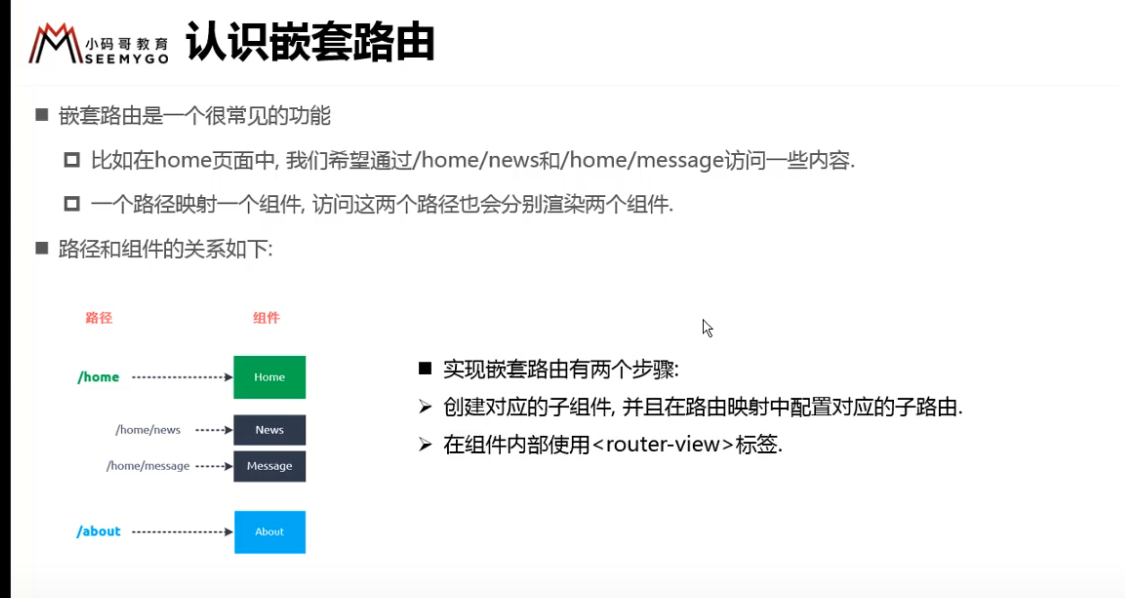 小码哥教育
SEEMYGO
认识嵌套路由
嵌套路由是一个很常见的功能
比如在home页面中, 我们希望通过/home/news和/home/message访问一些内容.
一个路径映射一个组件, 访问这两个路径也会分别渲染两个组件.
路径和组件的关系如下:
路径 组件
/home Home
/home/news News
/home/message Message
/about About
实现嵌套路由有两个步骤:
创建对应的子组件, 并且在路由映射中配置对应的子路由.
在组件内部使用<router-view>标签.